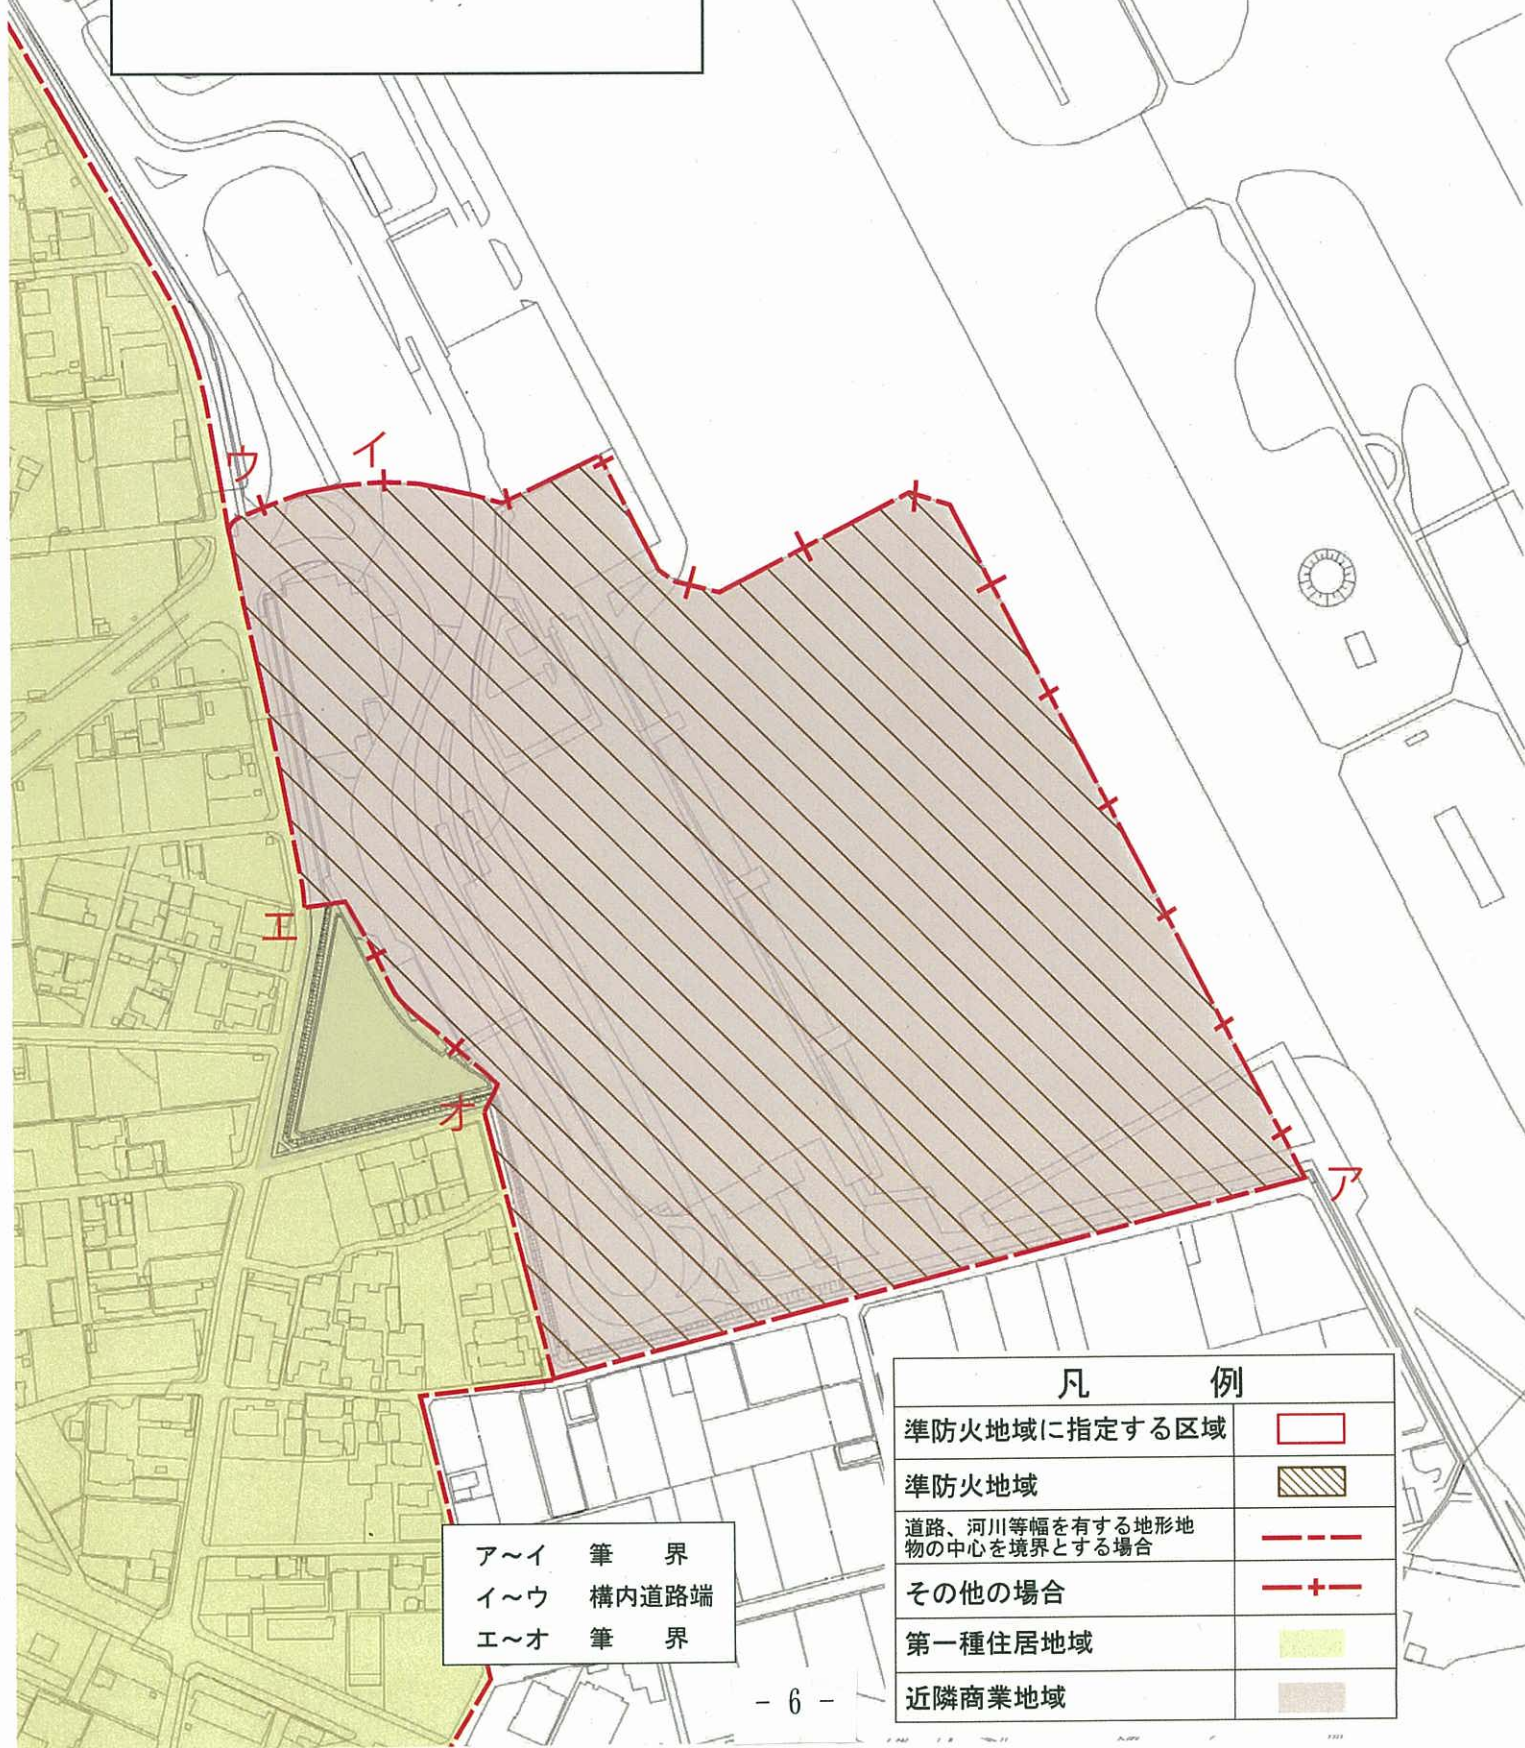 ウ
イ
エ
オ
ア
凡 例
準防火地域に指定する区域
準防火地域
道路、河川等幅を有する地形地
物の中心を境界とする場合
その他の場合
第一種住居地域
近隣商業地域
ア～イ 筆 界
イ～ウ 構内道路端
エ～オ 筆 界
- 6 -